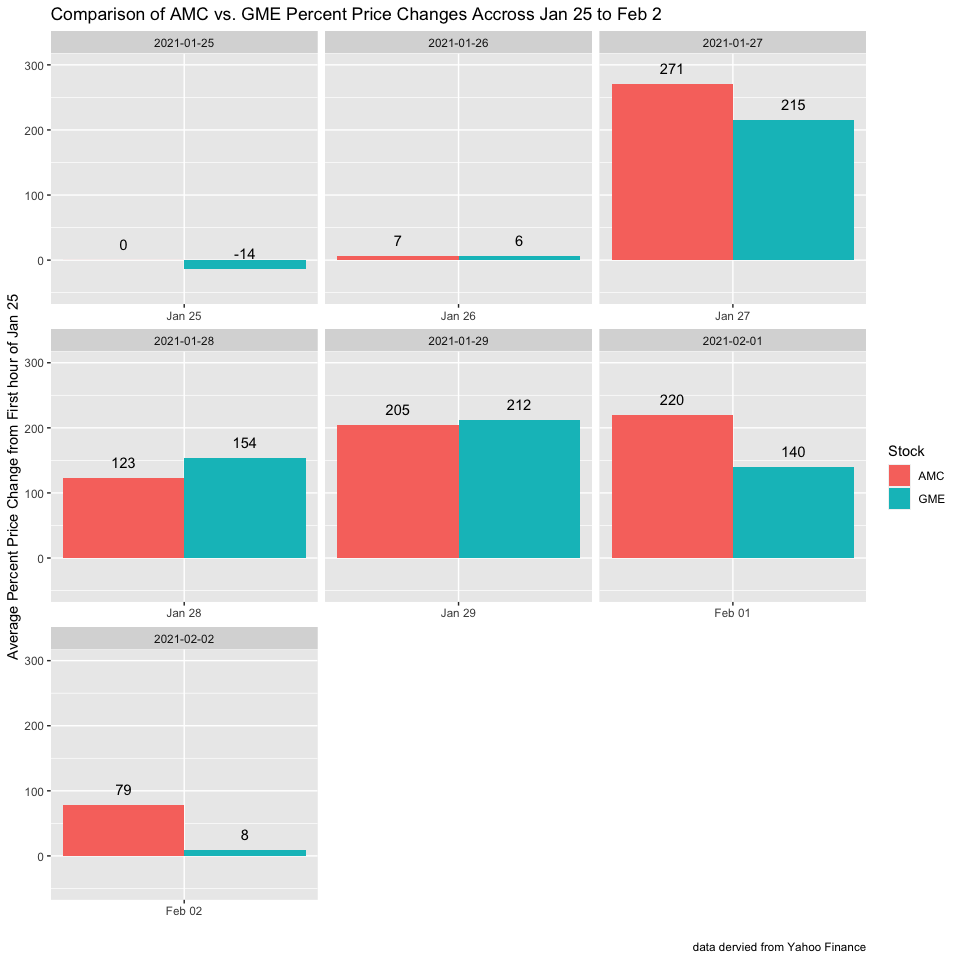 Comparison of AMC vs. GME Percent Price Changes Accross Jan 25 to Feb 2
Average Percent Price Change from First hour of Jan 25
2021-01-25
2021-01-26
2021-01-27
300
200
100
0
0
-14
7
6
271
215
Jan 25
Jan 26
Jan 27
2021-01-28
2021-01-29
2021-02-01
300
200
100
0
123
154
205
212
220
140
Jan 28
Jan 29
Feb 01
Stock
AMC
GME
2021-02-02
300
200
100
0
79
8
Feb 02
data dervied from Yahoo Finance